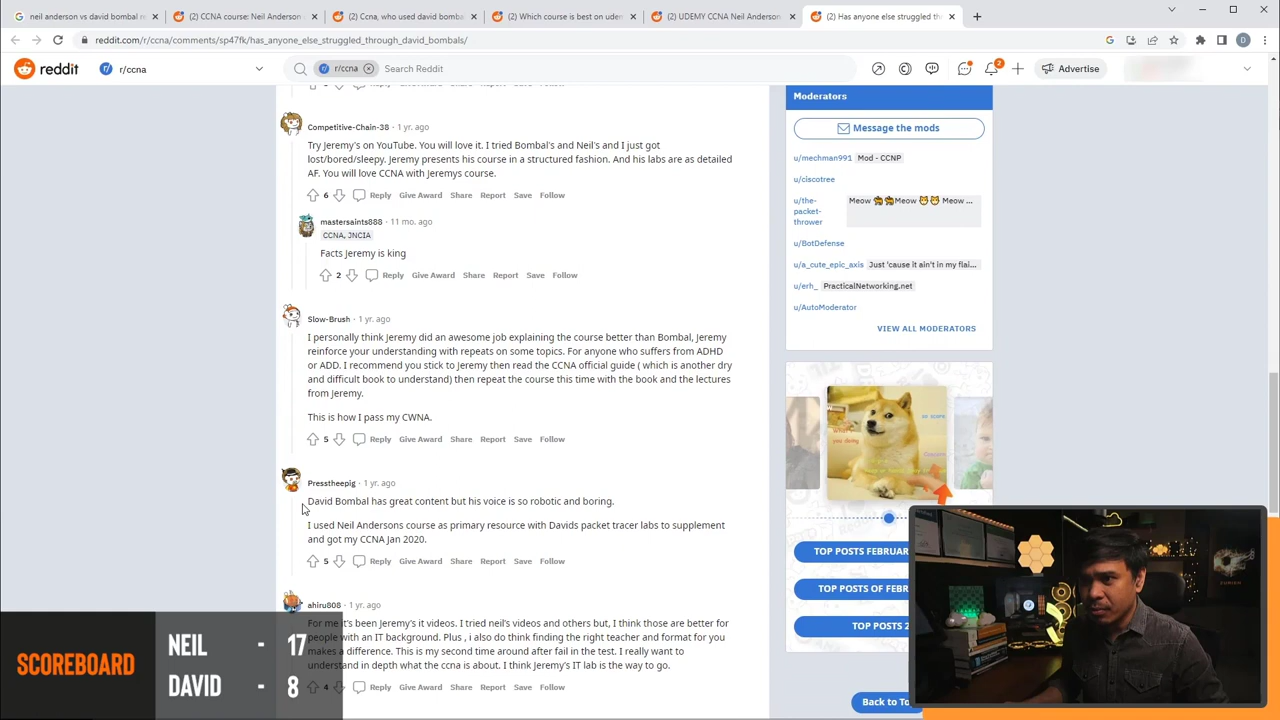 neil anderson vs david bombal re
(2) CCNA course: Neil Anderson
(2) Ccna, who used david bomba
(2) Which course is best on uden
(2) UDEMY CCNA Neil Anderson
(2) Has anyone else struggled th
reddit.com/r/ccna/comments/sp47fk/has_anyone_else_struggled_through_david_bombals/
D
reddit
r/ccna
r/ccna
Search Reddit
2
Advertise
Reply Give Award Share Report Save Follow
Competitive-Chain-38 · 1 yr. ago
Try Jeremy's on YouTube. You will love it. I tried Bombal's and Neil's and I just got
lost/bored/sleepy. Jeremy presents his course in a structured fashion. And his labs are as detailed
AF. You will love CCNA with Jeremys course.
6 Reply Give Award Share Report Save Follow
mastersaints888 · 11 mo. ago
CCNA, JNCIA
Facts Jeremy is king
2 Reply Give Award Share Report Save Follow
Slow-Brush · 1 yr. ago
I personally think Jeremy did an awesome job explaining the course better than Bombal, Jeremy
reinforce your understanding with repeats on some topics. For anyone who suffers from ADHD
or ADD. I recommend you stick to Jeremy then read the CCNA official guide ( which is another dry
and difficult book to understand) then repeat the course this time with the book and the lectures
from Jeremy.
This is how I pass my CWNA.
5 Reply Give Award Share Report Save Follow
Presstheepig · 1 yr. ago
David Bombal has great content but his voice is so robotic and boring.
I used Neil Andersons course as primary resource with Davids packet tracer labs to supplement
and got my CCNA Jan 2020.
5 Reply Give Award Share Report Save Follow
ahiru808 · 1 yr. ago
For me it's been Jeremy's it videos. I tried neil's videos and others but, I think those are better for
people with an IT background. Plus , i also do think finding the right teacher and format for you
makes a difference. This is my second time around after fail in the test. I really want to
understand in depth what the ccna is about. I think Jeremy's IT lab is the way to go.
4 Reply Give Award Share Report Save Follow
Moderators
Message the mods
u/mechman991 Mod - CCNP
u/ciscotree
u/the-
packet-
thrower
Meow 🐈🐈Meow 😺😺 Meow ...
u/BotDefense
u/a_cute_epic_axis Just 'cause it ain't in my flai...
u/erh_ PracticalNetworking.net
u/AutoModerator
VIEW ALL MODERATORS
TOP POSTS FEBRUAR
TOP POSTS OF FEBR
TOP POSTS 2
Back to To
SCOREBOARD
NEIL - 17
DAVID - 8